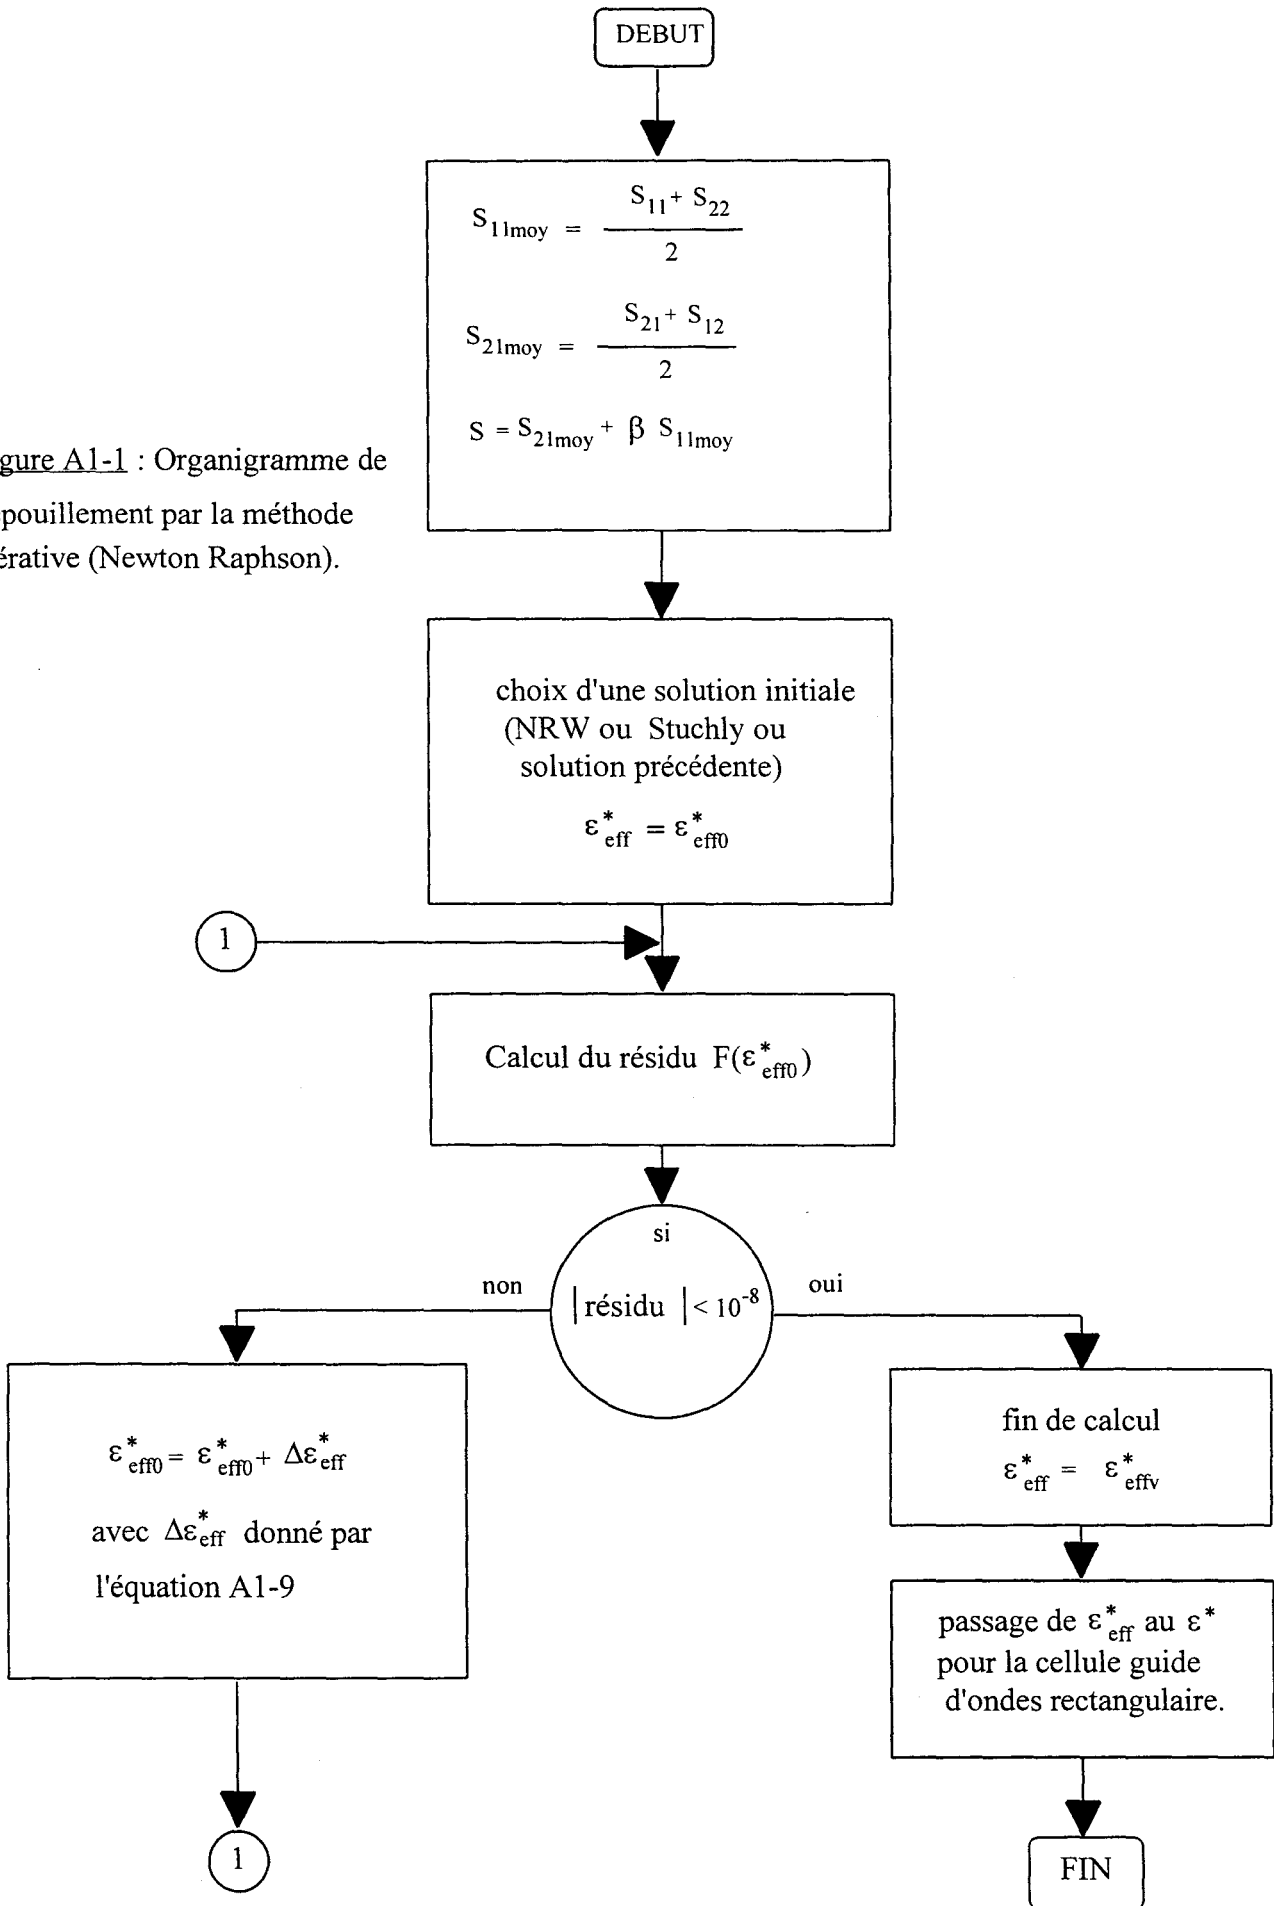 DEBUT
S11moy = S11 + S22
2
S21moy = S21 + S12
2
S = S21moy + β S11moy
gure A1-1 : Organigramme de
pouillement par la méthode
érative (Newton Raphson).
choix d'une solution initiale
(NRW ou Stuchly ou
solution précédente)
ε*eff = ε*eff0
1
Calcul du résidu F(ε*eff0)
si
non
|résidu | < 10-8
oui
ε*eff0 = ε*eff0 + Δε*eff
avec Δε*eff donné par
l'équation A1-9
1
fin de calcul
ε*eff = ε*effv
passage de ε*eff au ε*
pour la cellule guide
d'ondes rectangulaire.
FIN